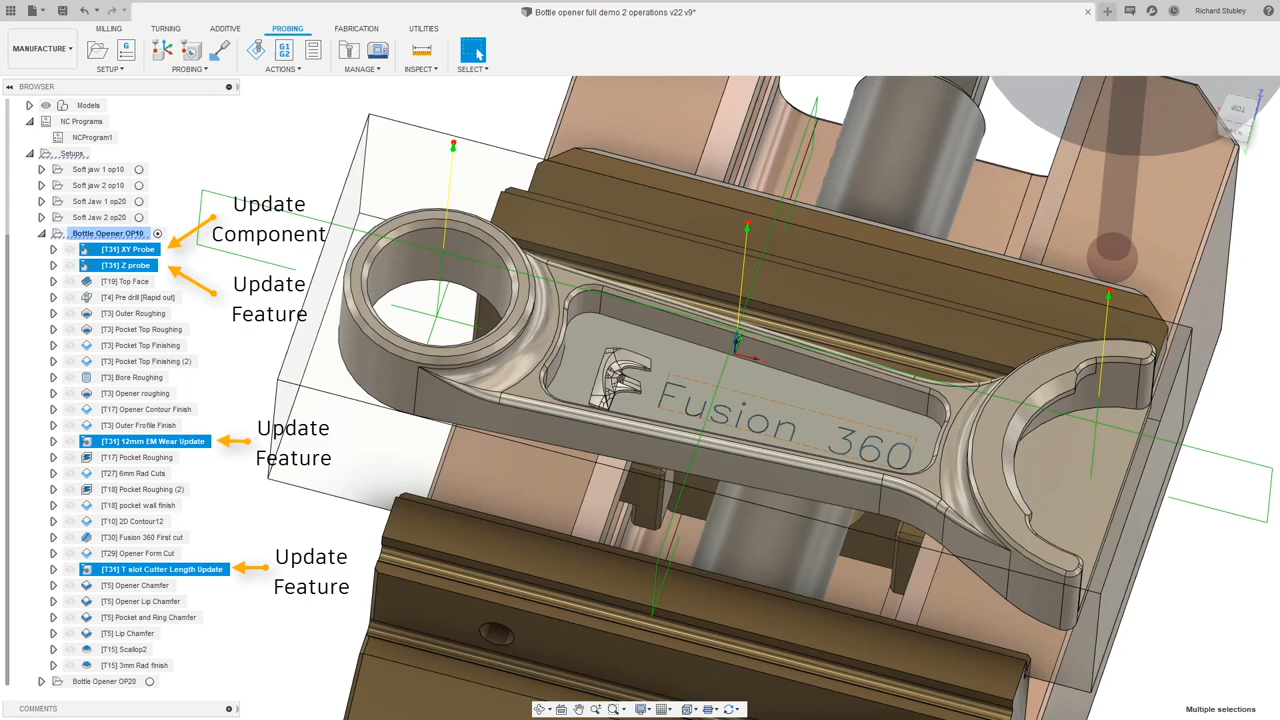 Bottle opener full demo 2 operations v22 v9*
Richard Stubley
MILLING
TURNING
ADDITIVE
PROBING
FABRICATION
UTILITIES
MANUFACTURE
G1
G2
SETUP
PROBING
ACTIONS
MANAGE
INSPECT
SELECT
BROWSER
Models
NC Programs
NCProgram1
Setups
Soft jaw 1 op10
Soft jaw 2 op10
Soft Jaw 1 op20
Soft Jaw 2 op20
Bottle Opener OP10
[T31] XY Probe
[T31] Z probe
[T19] Top Face
[T4] Pre drill [Rapid out]
[T3] Outer Roughing
[T3] Pocket Top Roughing
[T3] Pocket Top Finishing
[T3] Pocket Top Finishing (2)
[T3] Bore Roughing
[T3] Opener roughing
[T17] Opener Contour Finish
[T3] Outer Frofile Finish
[T31] 12mm EM Wear Update
[T17] Pocket Roughing
[T27] 6mm Rad Cuts
[T17] Pocket Roughing (2)
[T18] pocket wall finish
[T10] 2D Contour12
[T30] Fusion 360 First cut
[T29] Opener Form Cut
[T31] T slot Cutter Length Update
[T5] Opener Chamfer
[T5] Opener Lip Chamfer
[T5] Pocket and Ring Chamfer
[T5] Lip Chamfer
[T15] Scallop2
[T15] 3mm Rad finish
Bottle Opener OP20
Update
Component
Update
Feature
Update
Feature
Update
Feature
Fusion 360
TOP
BACK
Z
COMMENTS
Multiple selections